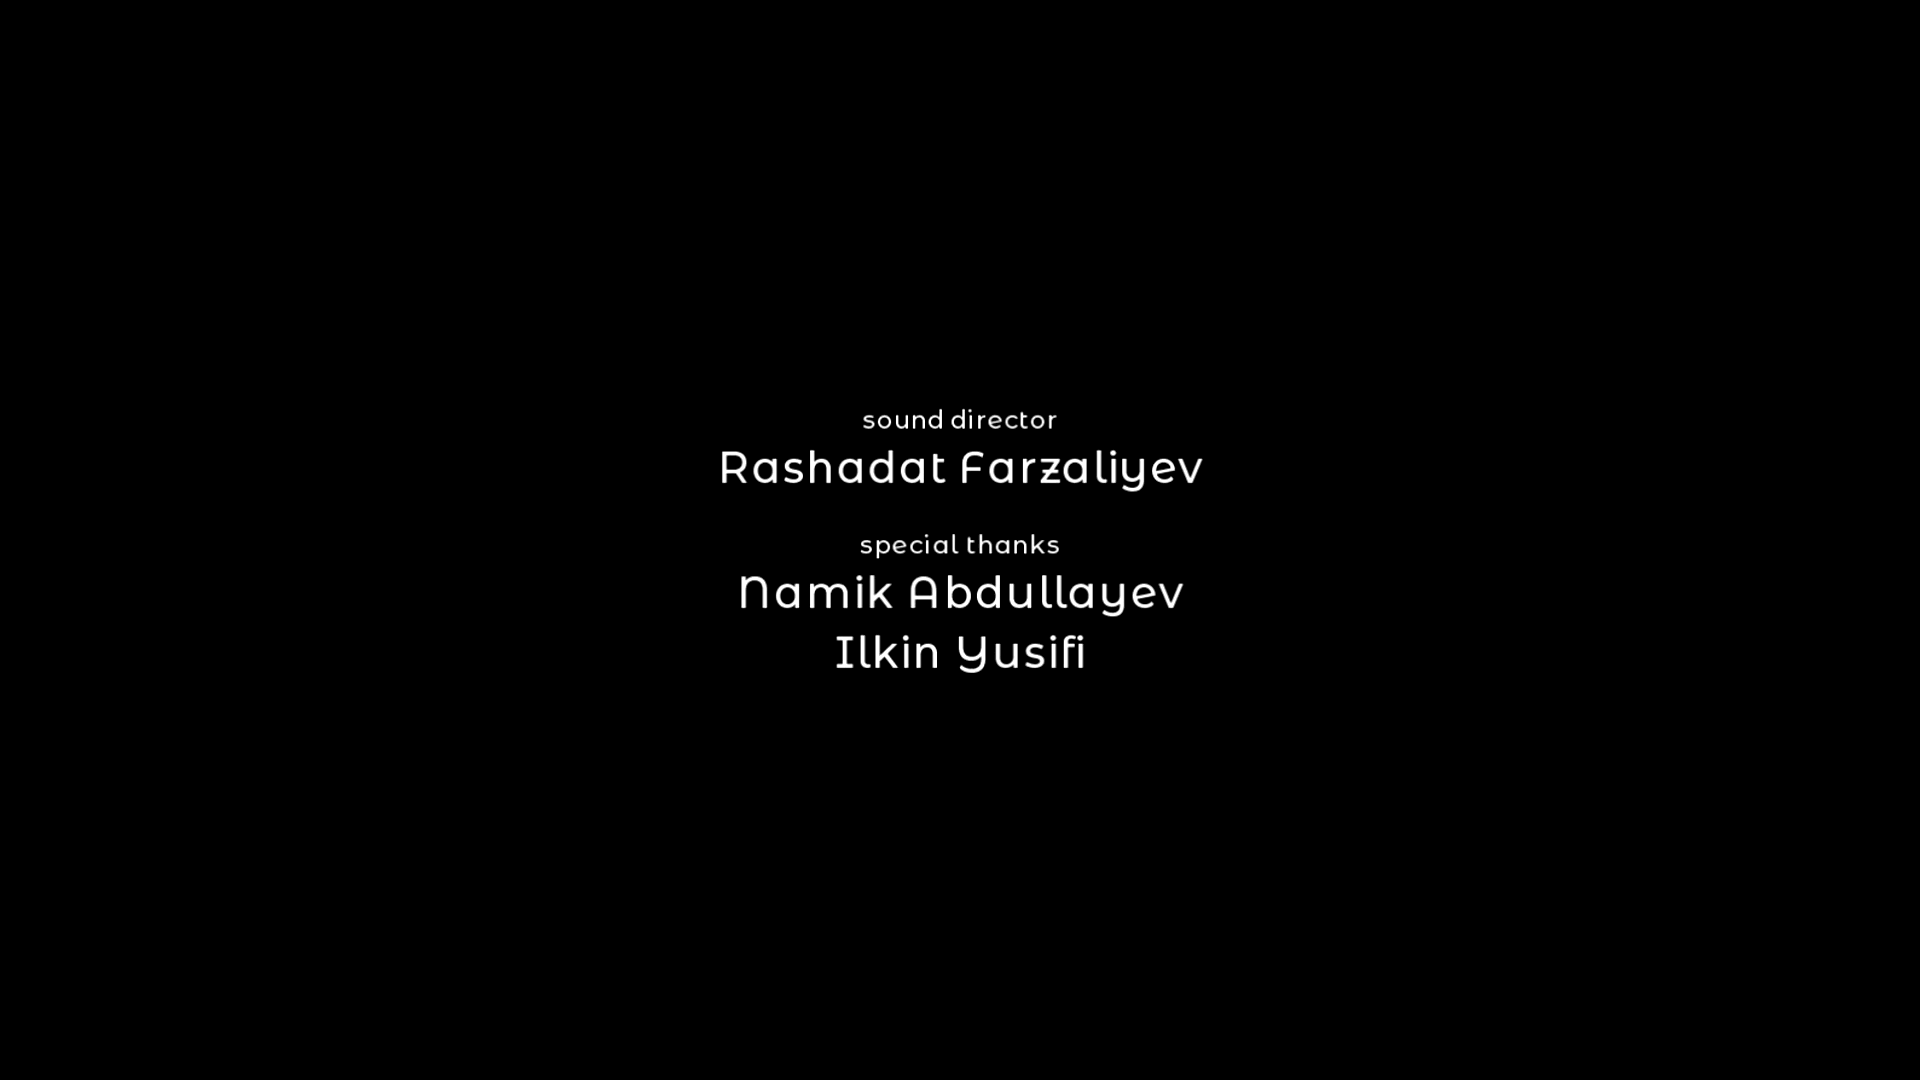 sound director
Rashadat Farzaliyev
special thanks
Namik Abdullayev
Ilkin Yusifi